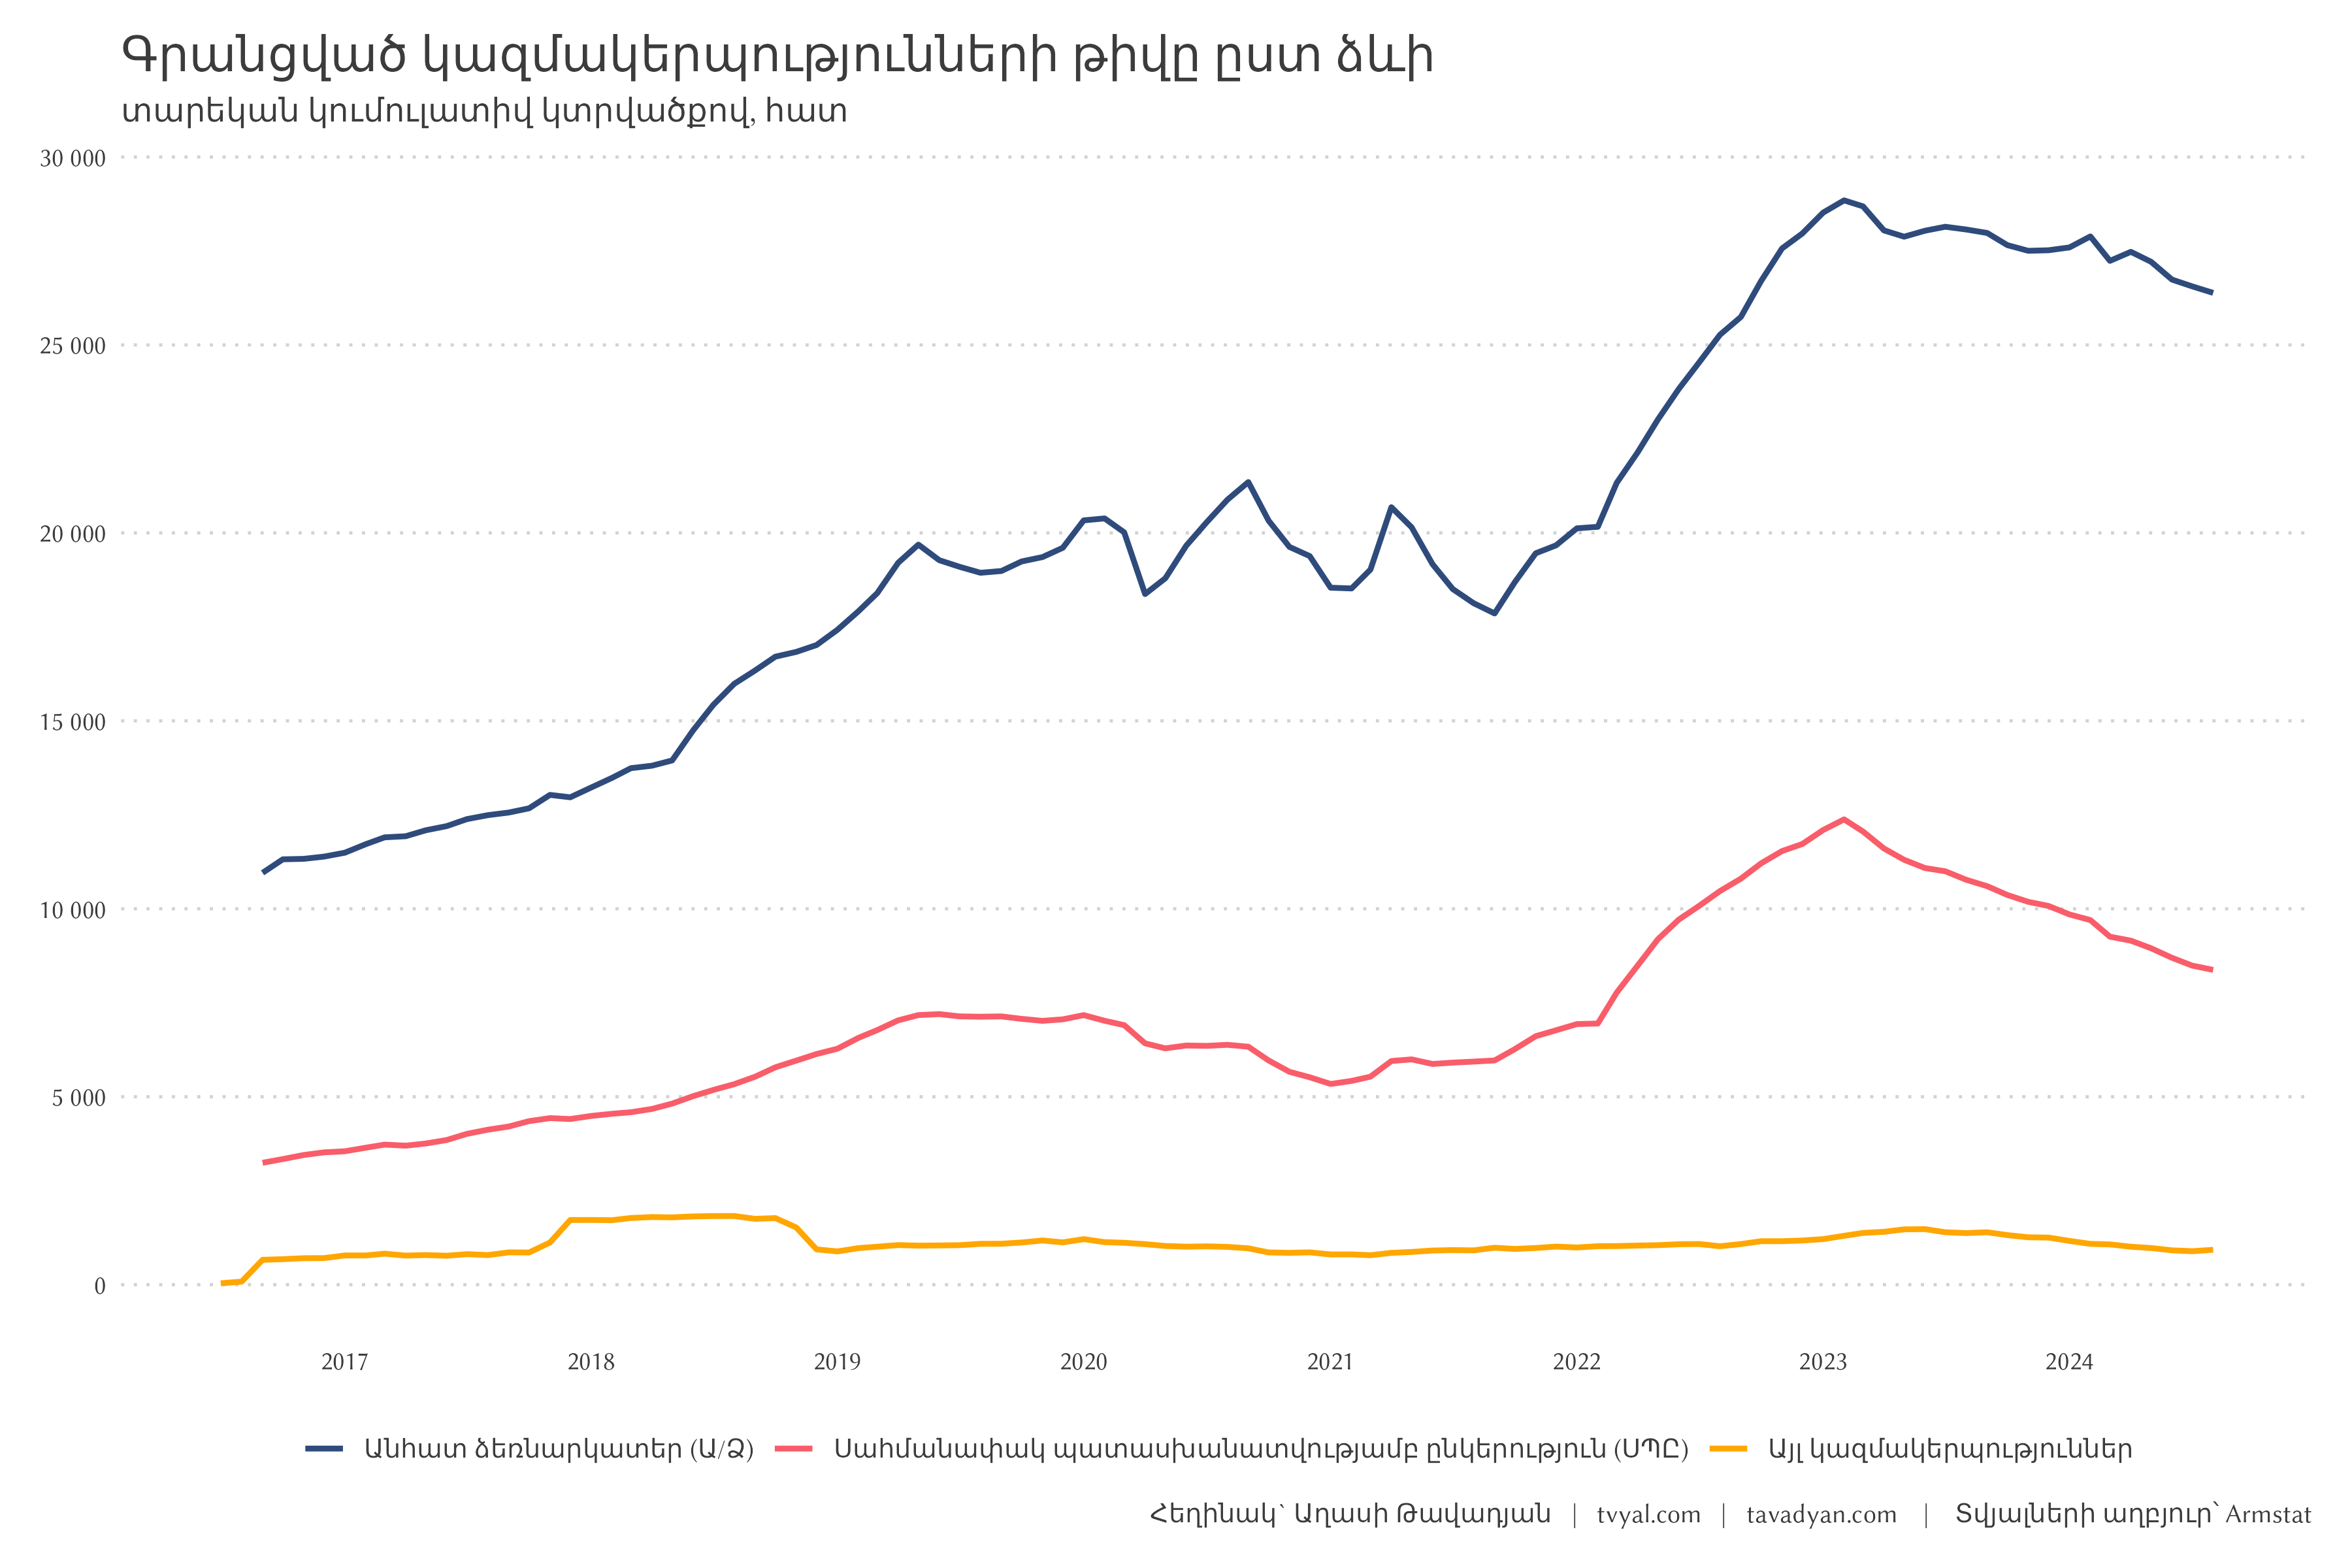 Գրանցված կազմակերպությունների թիվը ըստ ձևի
տարեկան կումուլատիվ կտրվածքով, հատ
30 000
25 000
20 000
15 000
10 000
5 000
0
2017 2018 2019 2020 2021 2022 2023 2024
Անհատ ձեռնարկատեր (Ա/Ձ) Սահմանափակ պատասխանատվությամբ ընկերություն (ՍՊԸ) Այլ կազմակերպություններ
Հեղինակ՝ Աղասի Թավադյան | tvyal.com | tavadyan.com | Տվյալների աղբյուր՝ Armstat